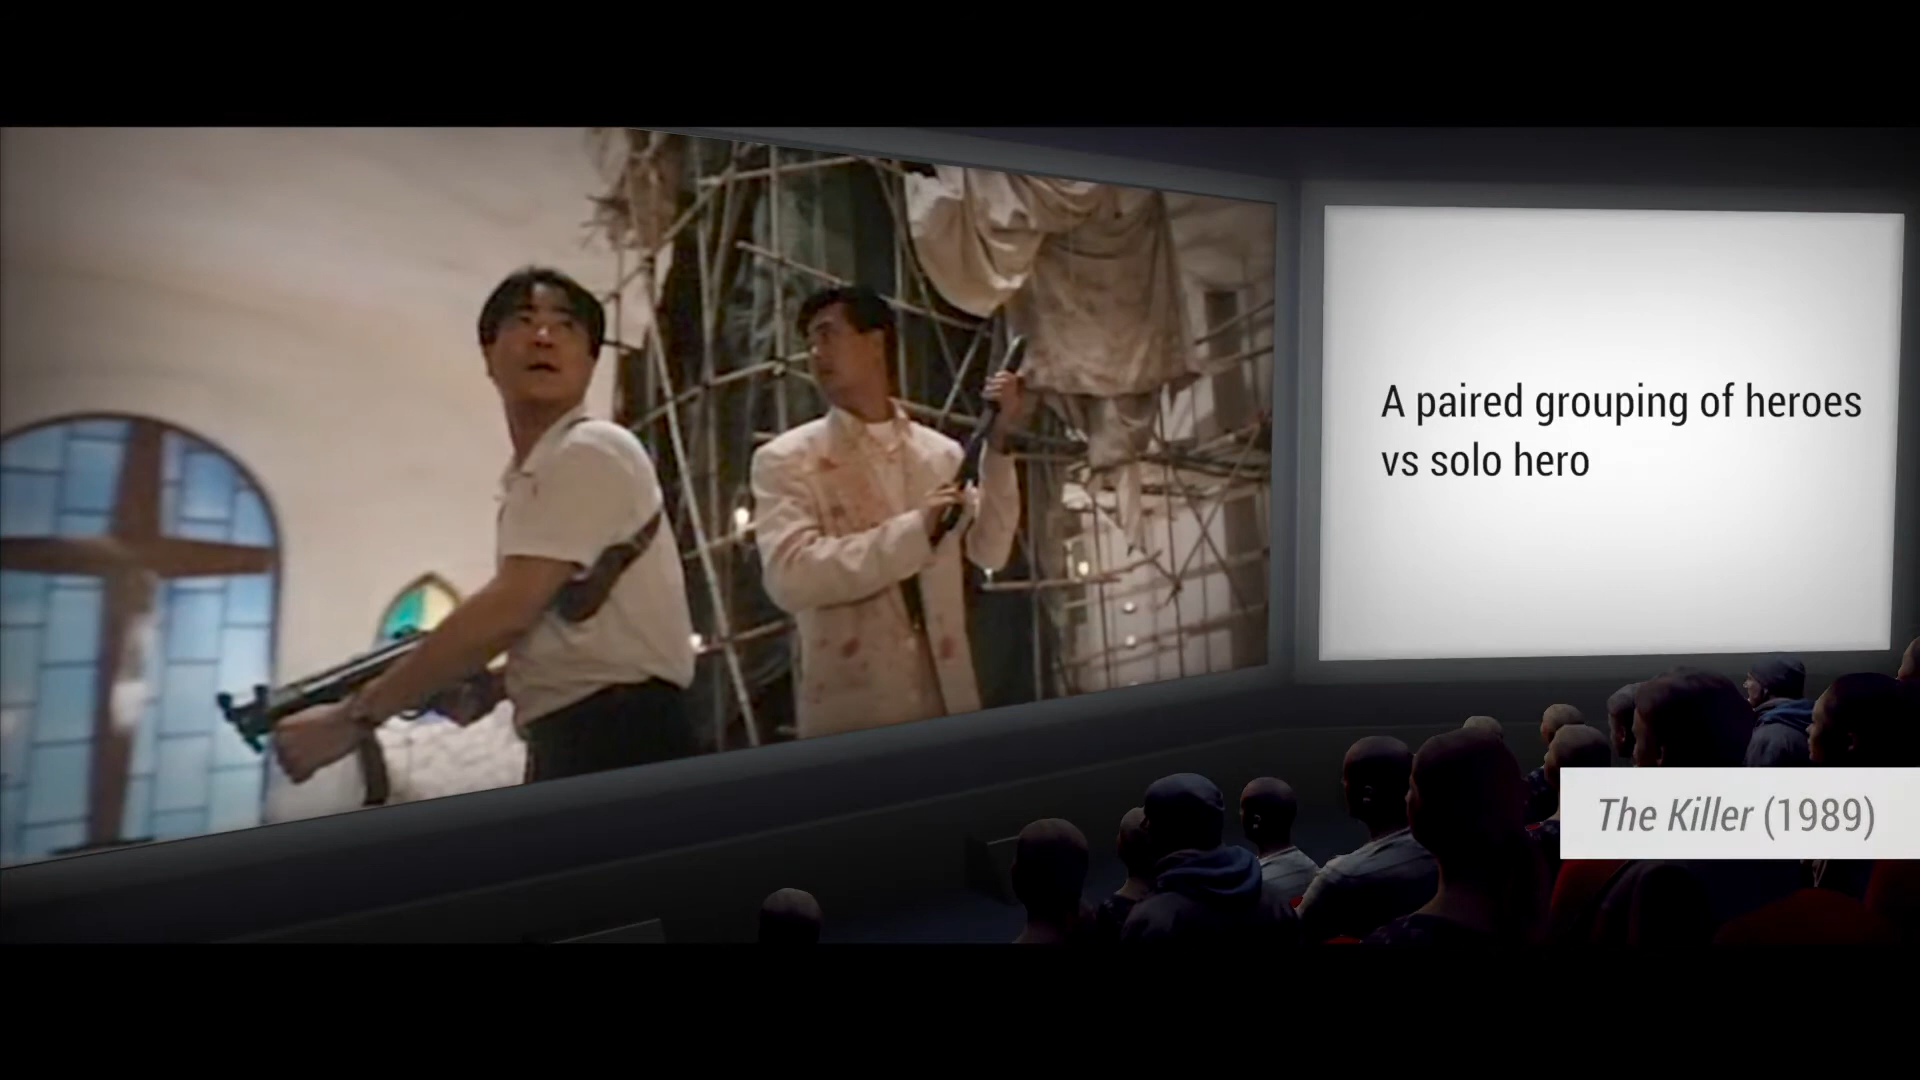 A paired grouping of heroes
vs solo hero
The Killer (1989)